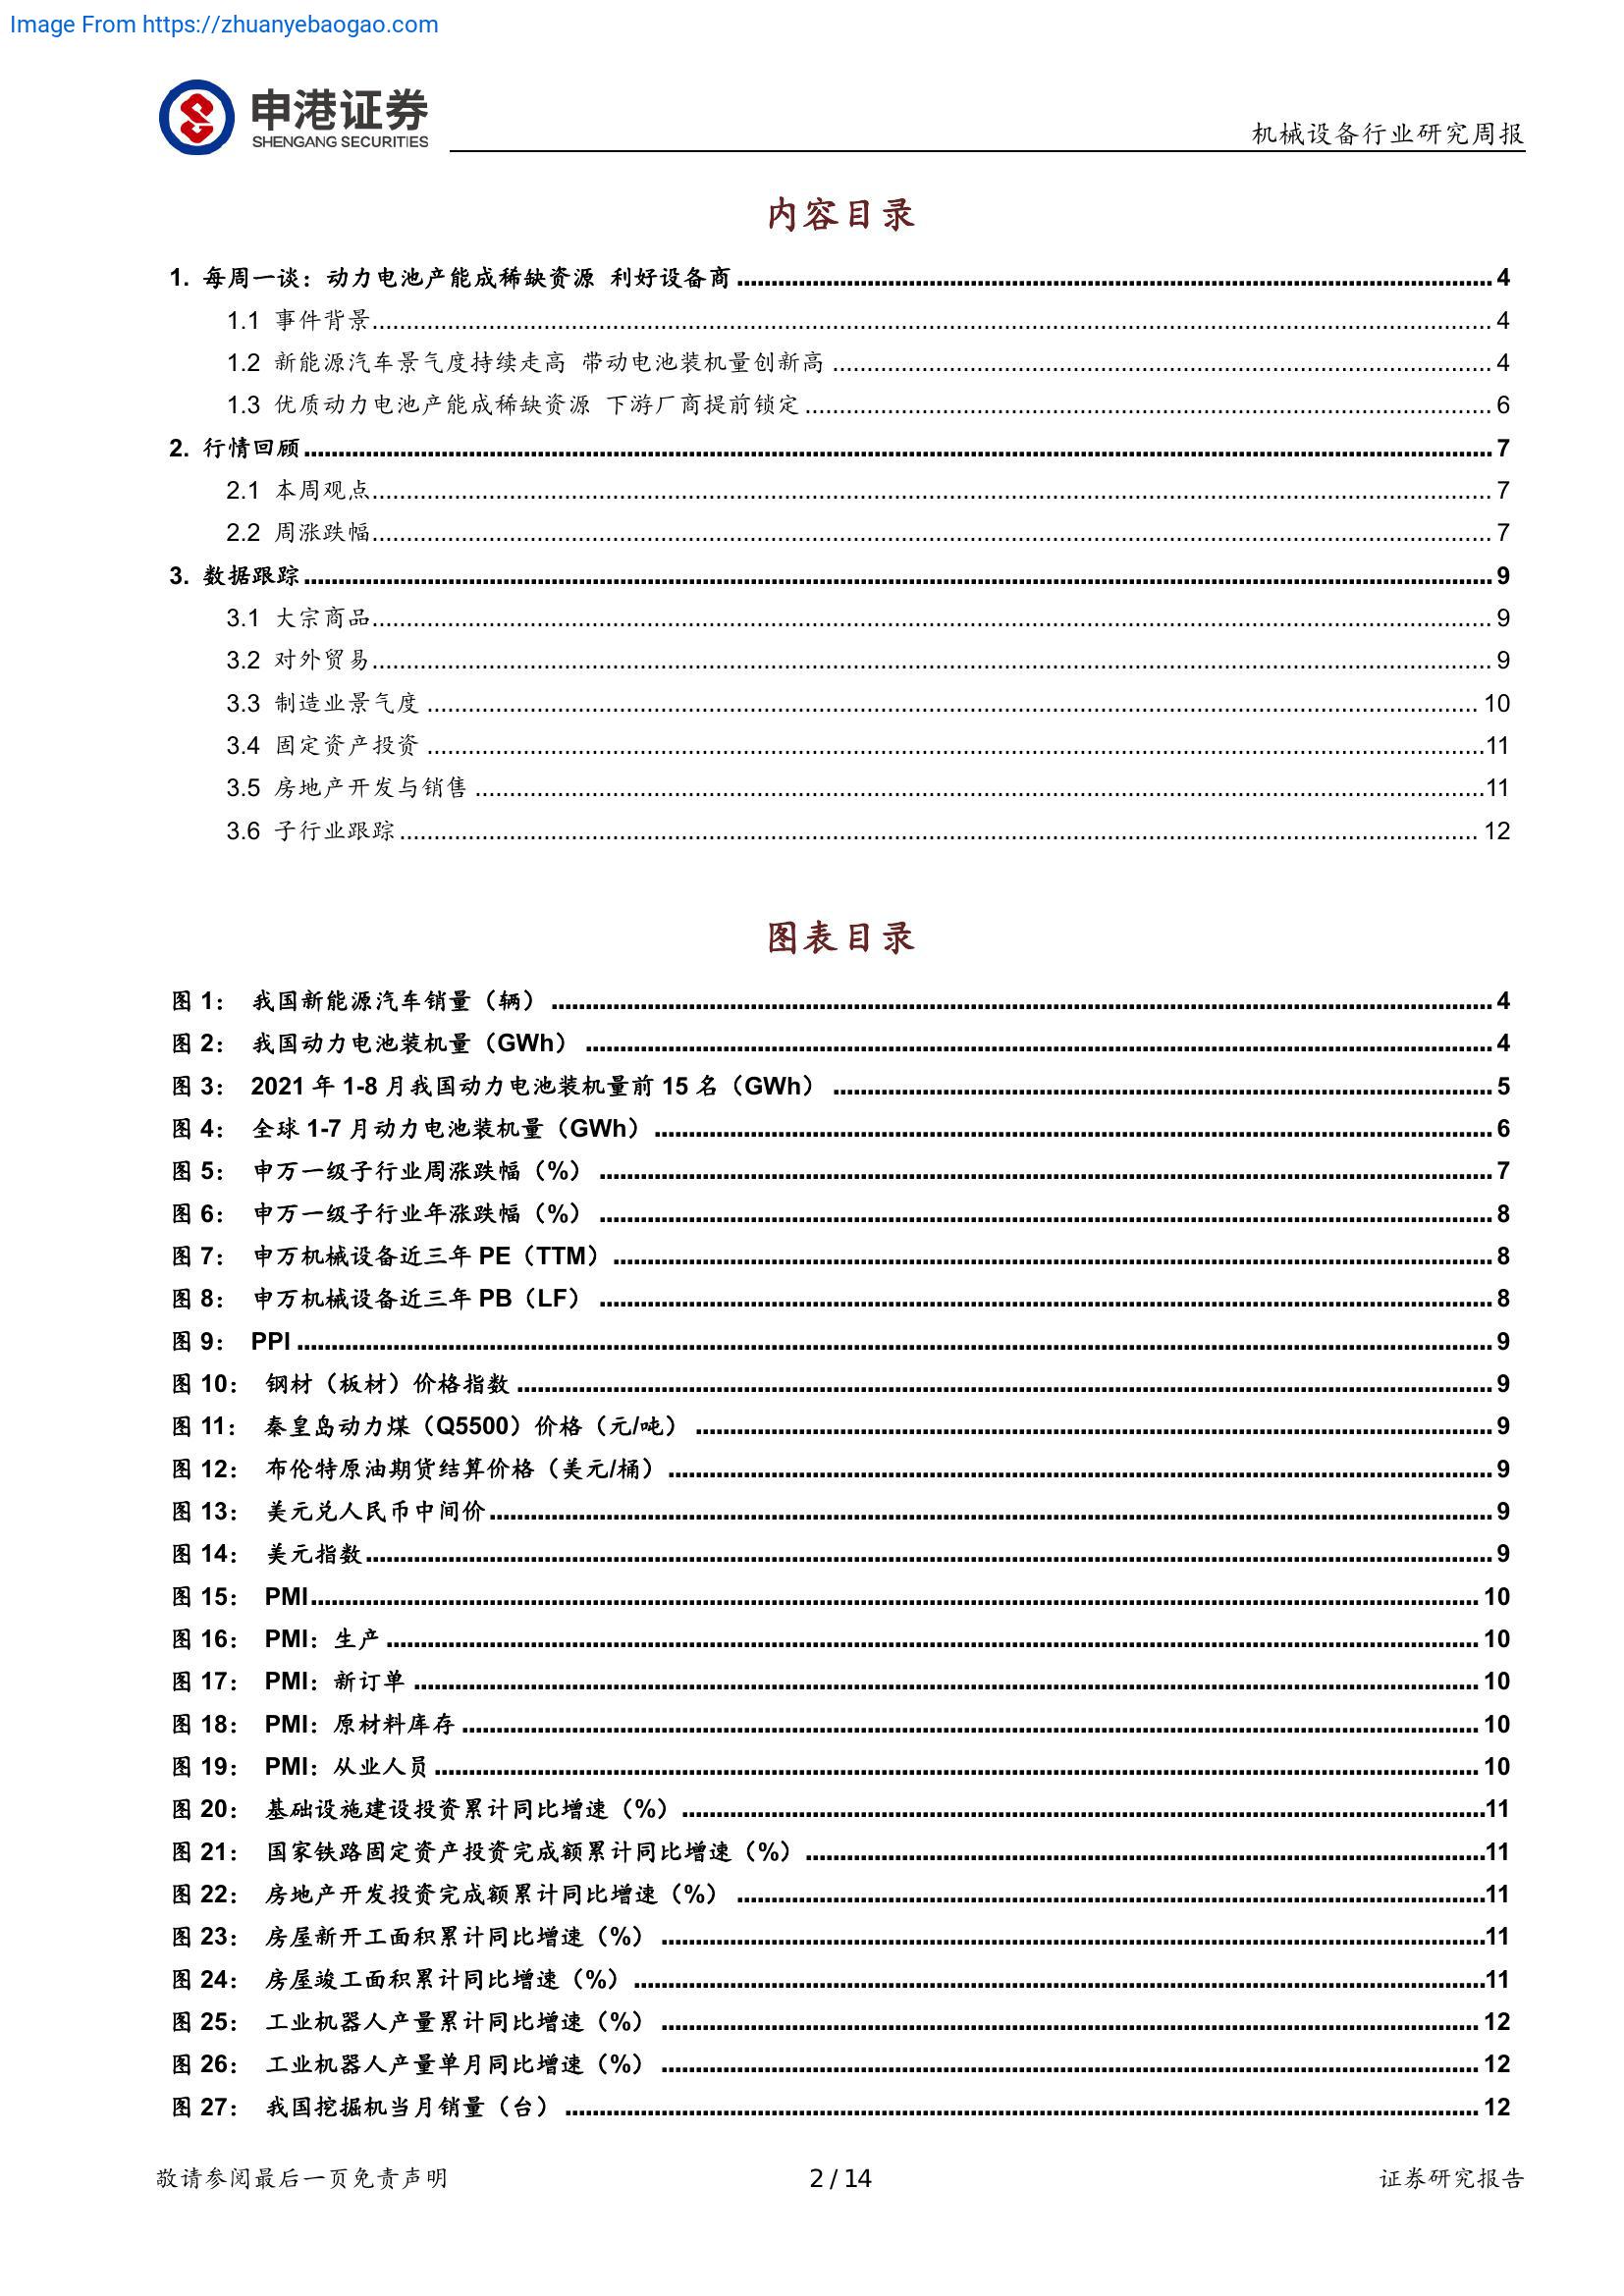 Image From https://zhuanyebaogao.com
申港证券
SHENGANG SECURITIES
机械设备行业研究周报
内容目录
1. 每周一谈：动力电池产能成稀缺资源 利好设备商 4
1.1 事件背景 4
1.2 新能源汽车景气度持续走高 带动电池装机量创新高 4
1.3 优质动力电池产能成稀缺资源 下游厂商提前锁定 6
2. 行情回顾 7
2.1 本周观点 7
2.2 周涨跌幅 7
3. 数据跟踪 9
3.1 大宗商品 9
3.2 对外贸易 9
3.3 制造业景气度 10
3.4 固定资产投资 11
3.5 房地产开发与销售 11
3.6 子行业跟踪 12
图表目录
图 1： 我国新能源汽车销量（辆） 4
图 2： 我国动力电池装机量（GWh） 4
图 3： 2021 年 1-8 月我国动力电池装机量前 15 名（GWh） 5
图 4： 全球 1-7 月动力电池装机量（GWh） 6
图 5： 申万一级子行业周涨跌幅（%） 7
图 6： 申万一级子行业年涨跌幅（%） 8
图 7： 申万机械设备近三年 PE（TTM） 8
图 8： 申万机械设备近三年 PB（LF） 8
图 9： PPI 9
图 10： 钢材（板材）价格指数 9
图 11： 秦皇岛动力煤（Q5500）价格（元/吨） 9
图 12： 布伦特原油期货结算价格（美元/桶） 9
图 13： 美元兑人民币中间价 9
图 14： 美元指数 9
图 15： PMI 10
图 16： PMI：生产 10
图 17： PMI：新订单 10
图 18： PMI：原材料库存 10
图 19： PMI：从业人员 10
图 20： 基础设施建设投资累计同比增速（%） 11
图 21： 国家铁路固定资产投资完成额累计同比增速（%） 11
图 22： 房地产开发投资完成额累计同比增速（%） 11
图 23： 房屋新开工面积累计同比增速（%） 11
图 24： 房屋竣工面积累计同比增速（%） 11
图 25： 工业机器人产量累计同比增速（%） 12
图 26： 工业机器人产量单月同比增速（%） 12
图 27： 我国挖掘机当月销量（台） 12
敬请参阅最后一页免责声明
2 / 14
证券研究报告